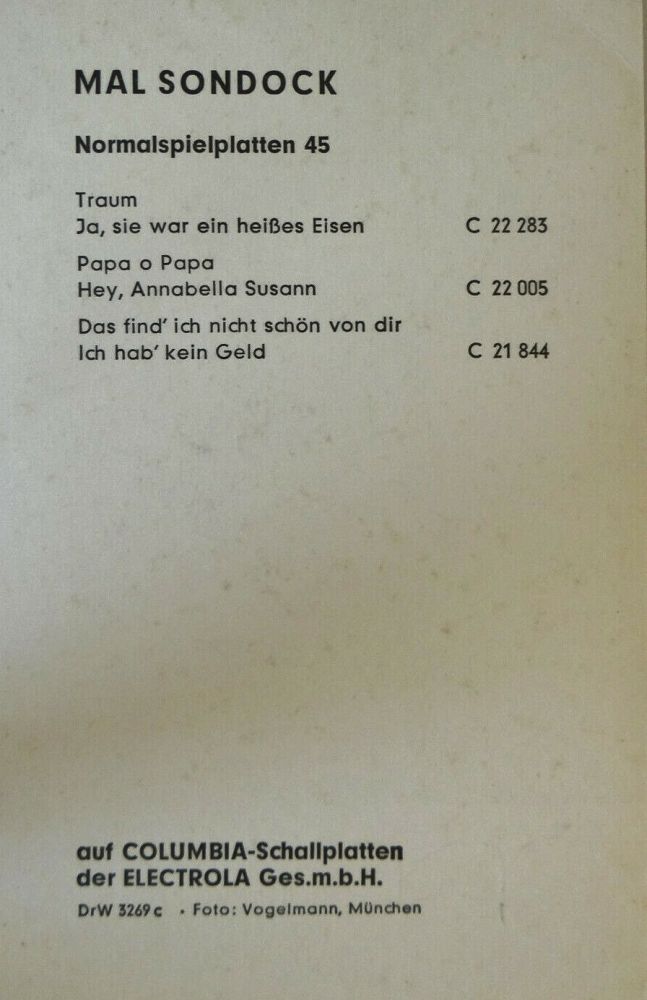 MAL SONDOCK
Normalspielplatten 45
Traum
Ja, sie war ein heißes Eisen C 22 283
Papa o Papa
Hey, Annabella Susann C 22 005
Das find' ich nicht schön von dir
Ich hab' kein Geld C 21 844
auf COLUMBIA-Schallplatten
der ELECTROLA Ges.m.b.H.
DrW 3269 c · Foto: Vogelmann, München